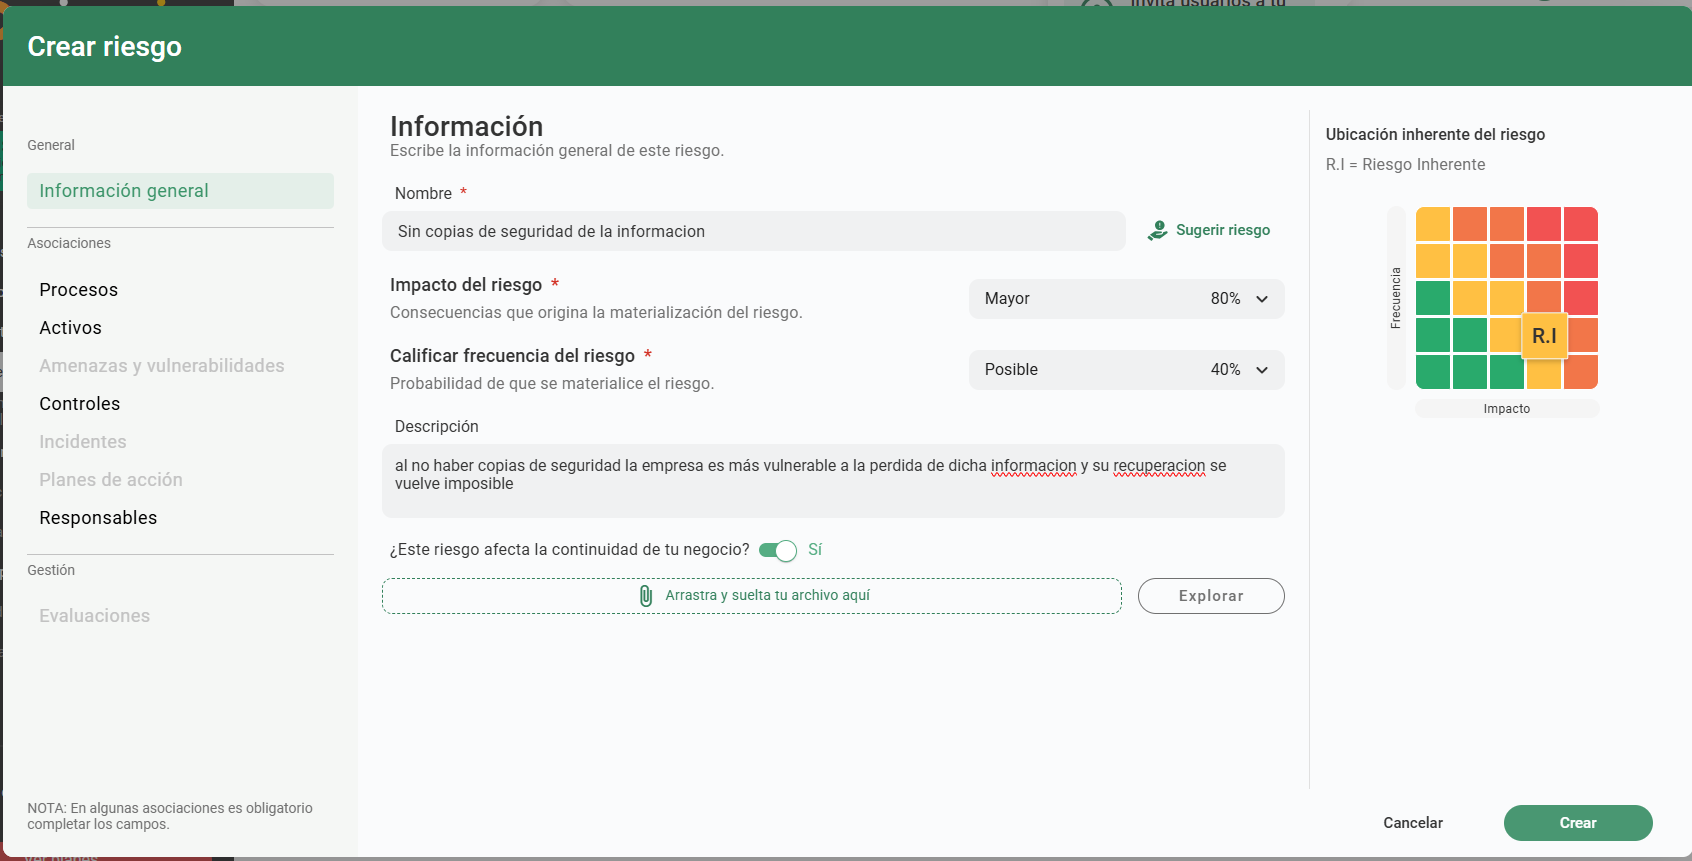 Invita usuarios a tu
Crear riesgo
General
Información general
Asociaciones
Procesos
Activos
Amenazas y vulnerabilidades
Controles
Incidentes
Planes de acción
Responsables
Gestión
Evaluaciones
NOTA: En algunas asociaciones es obligatorio
completar los campos.
Información
Escribe la información general de este riesgo.
Nombre *
Sin copias de seguridad de la informacion
Sugerir riesgo
Impacto del riesgo *
Mayor 80%
Consecuencias que origina la materialización del riesgo.
Calificar frecuencia del riesgo *
Posible 40%
Probabilidad de que se materialice el riesgo.
Descripción
al no haber copias de seguridad la empresa es más vulnerable a la perdida de dicha informacion y su recuperacion se
vuelve imposible
¿Este riesgo afecta la continuidad de tu negocio? Sí
Arrastra y suelta tu archivo aquí
Explorar
Ubicación inherente del riesgo
R.I = Riesgo Inherente
Frecuencia
R.I
Impacto
Cancelar
Crear
Ver planes